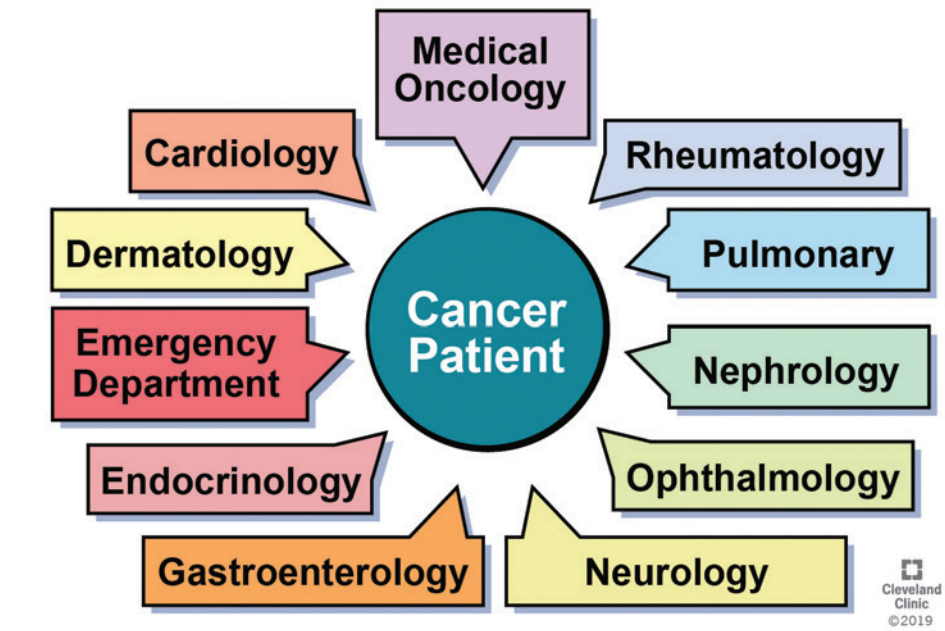 Medical
Oncology
Cardiology
Rheumatology
Dermatology
Pulmonary
Cancer
Patient
Emergency
Department
Nephrology
Endocrinology
Ophthalmology
Gastroenterology
Neurology
Cleveland
Clinic
©2019